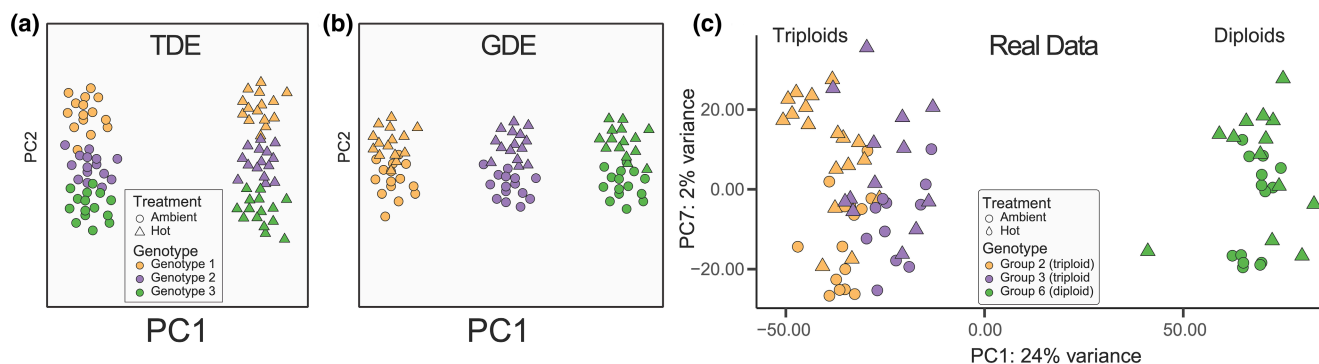 (a)
TDE
PC2
Treatment
Ambient
Hot
Genotype
Genotype 1
Genotype 2
Genotype 3
PC1
(b)
GDE
PC2
PC1
(c)
Triploids
Real Data
Diploids
PC7: 2% variance
20.00
0.00
−20.00
Treatment
Ambient
Hot
Genotype
Group 2 (triploid)
Group 3 (triploid
Group 6 (diploid)
−50.00
0.00
50.00
PC1: 24% variance